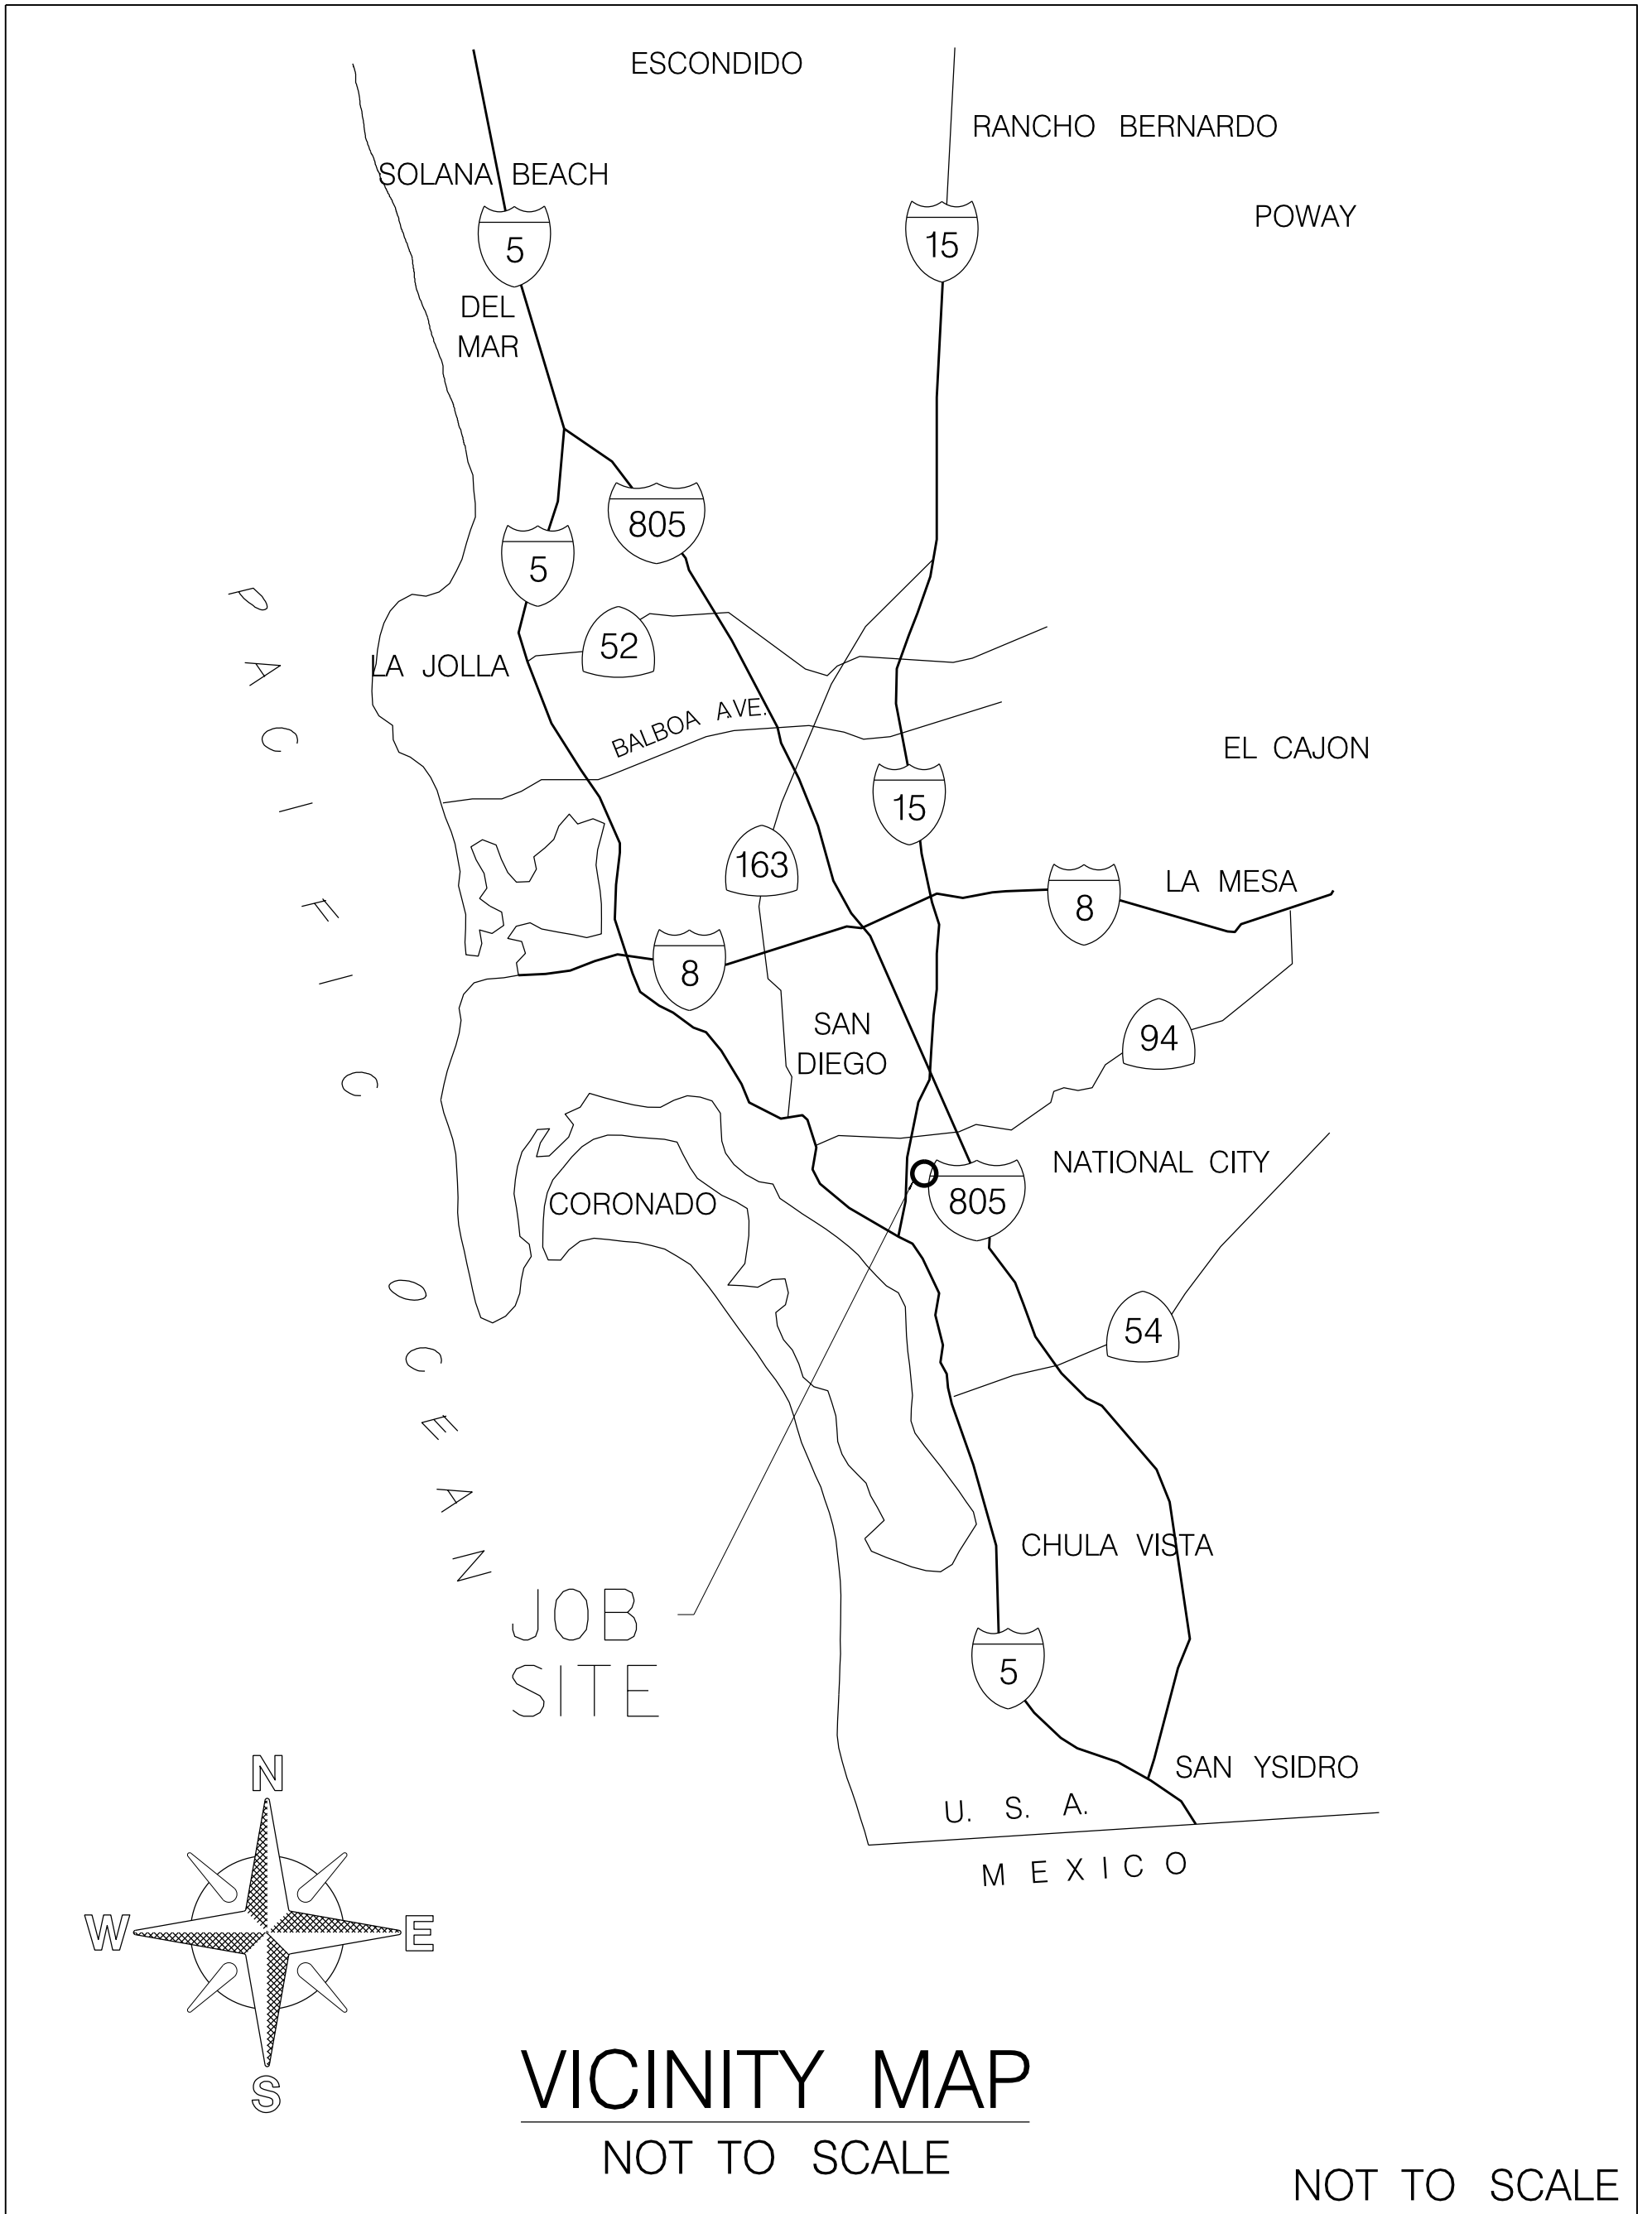 ESCONDIDO
RANCHO BERNARDO
SOLANA BEACH
POWAY
5
15
DEL
MAR
805
5
52
LA JOLLA
BALBOA AVE.
EL CAJON
15
163
LA MESA
8
8
SAN
DIEGO
94
NATIONAL CITY
805
CORONADO
54
PACIFIC OCEAN
CHULA VISTA
JOB
SITE
5
SAN YSIDRO
U. S. A.
MEXICO
N
W
E
S
VICINITY MAP
NOT TO SCALE
NOT TO SCALE